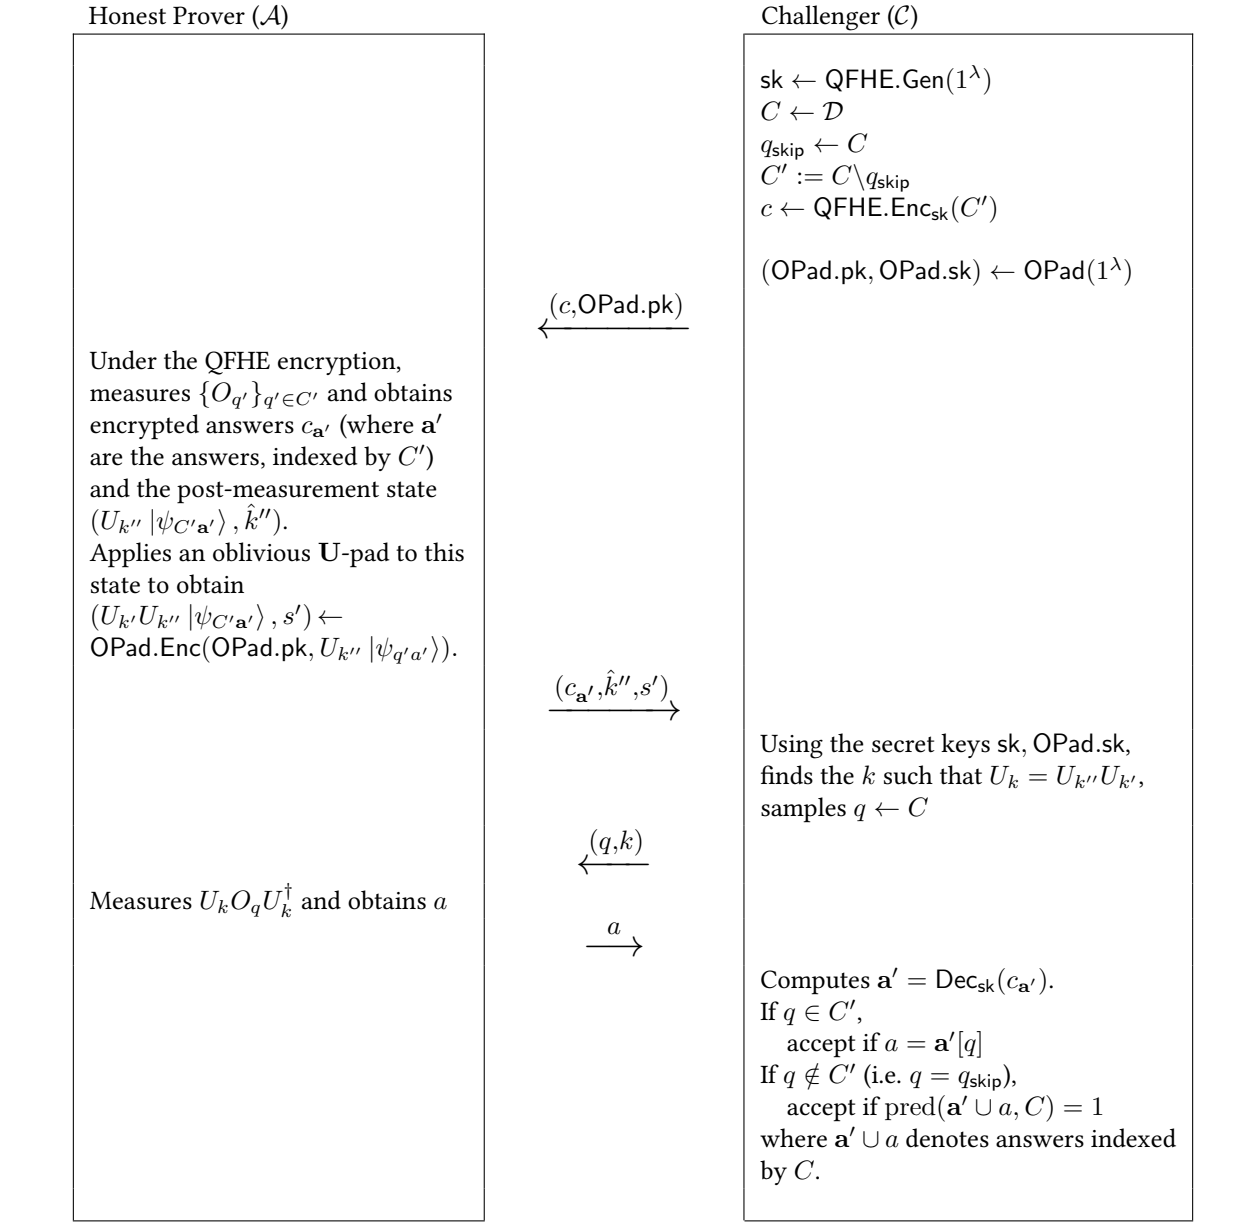 Honest Prover (𝒜)
Challenger (𝒞)
sk ← QFHE.Gen(1^λ)
C ← 𝒟
q_skip ← C
C′ := C\q_skip
c ← QFHE.Enc_sk(C′)
(OPad.pk, OPad.sk) ← OPad(1^λ)
(c,OPad.pk)
Under the QFHE encryption,
measures {O_q′}_q′∈C′ and obtains
encrypted answers c_𝐚′ (where 𝐚′
are the answers, indexed by C′)
and the post-measurement state
(U_k″ |ψ_C′𝐚′⟩ , k̂″).
Applies an oblivious 𝐔-pad to this
state to obtain
(U_k′ U_k″ |ψ_C′𝐚′⟩ , s′) ←
OPad.Enc(OPad.pk, U_k″ |ψ_q′a′⟩).
(c_𝐚′,k̂″,s′)
Using the secret keys sk, OPad.sk,
finds the k such that U_k = U_k″ U_k′,
samples q ← C
(q,k)
Measures U_k O_q U_k^† and obtains a
a
Computes 𝐚′ = Dec_sk(c_𝐚′).
If q ∈ C′,
accept if a = 𝐚′[q]
If q ∉ C′ (i.e. q = q_skip),
accept if pred(𝐚′ ∪ a, C) = 1
where 𝐚′ ∪ a denotes answers indexed
by C.